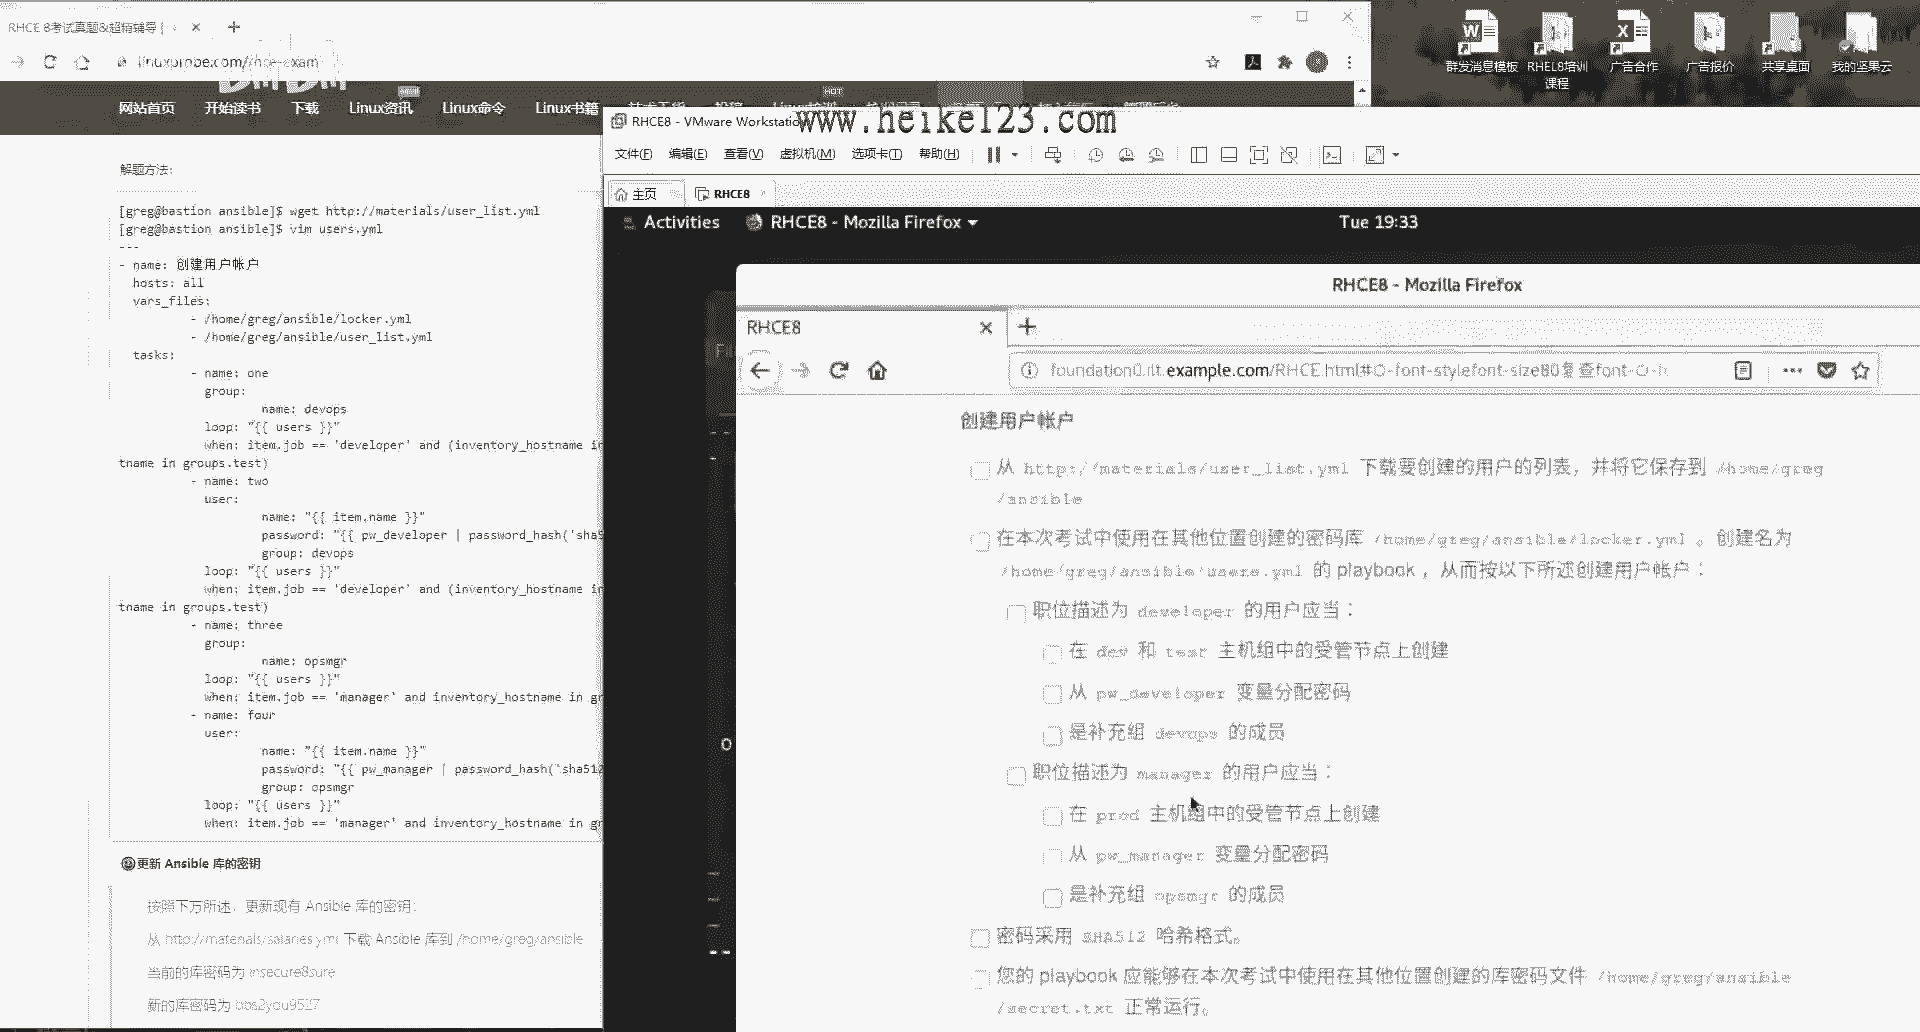 RHCE 8考试真题&超精辅导 |
linuxprobe.com/rhce-exam
网站首页 开始读书 下载 Linux资讯 Linux命令 Linux书籍
HOT
群发消息模板 RHEL8培训课程 广告合作 广告报价 共享桌面 我的坚果云
www.heike123.com
解题方法:
[greg@bastion ansible]$ wget http://materials/user_list.yml
[greg@bastion ansible]$ vim users.yml
---
- name: 创建用户帐户
hosts: all
vars_files:
- /home/greg/ansible/locker.yml
- /home/greg/ansible/user_list.yml
tasks:
- name: one
group:
name: devops
loop: "{{ users }}"
when: item.job == 'developer' and (inventory_hostname in
tname in groups.test)
- name: two
user:
name: "{{ item.name }}"
password: "{{ pw_developer | password_hash('sha5
group: devops
loop: "{{ users }}"
when: item.job == 'developer' and (inventory_hostname in
tname in groups.test)
- name: three
group:
name: opsmgr
loop: "{{ users }}"
when: item.job == 'manager' and inventory_hostname in gr
- name: four
user:
name: "{{ item.name }}"
password: "{{ pw_manager | password_hash('sha512
group: opsmgr
loop: "{{ users }}"
when: item.job == 'manager' and inventory_hostname in gr
更新 Ansible 库的密钥
按照下方所述，更新现有 Ansible 库的密钥：
从 http://materials/salaries.yml 下载 Ansible 库到 /home/greg/ansible
当前的库密码为 insecure8sure
新的库密码为 bbs2you9527
RHCE8 - VMware Workstation
文件(F) 编辑(E) 查看(V) 虚拟机(M) 选项卡(T) 帮助(H)
主页 RHCE8
Activities RHCE8 - Mozilla Firefox Tue 19:33
RHCE8 - Mozilla Firefox
RHCE8
foundation0.ilt.example.com/RHCE.html#O-font-stylefont-size80复查font-O-h
创建用户帐户
从 http://materials/user_list.yml 下载要创建的用户的列表，并将它保存到 /home/greg
/ansible
在本次考试中使用在其他位置创建的密码库 /home/greg/ansible/locker.yml 。创建名为
/home/greg/ansible/users.yml 的 playbook ，从而按以下所述创建用户帐户：
职位描述为 developer 的用户应当：
在 dev 和 test 主机组中的受管节点上创建
从 pw_developer 变量分配密码
是补充组 devops 的成员
职位描述为 manager 的用户应当：
在 prod 主机组中的受管节点上创建
从 pw_manager 变量分配密码
是补充组 opsmgr 的成员
密码采用 SHA512 哈希格式。
您的 playbook 应能够在本次考试中使用在其他位置创建的库密码文件 /home/greg/ansible
/secret.txt 正常运行。